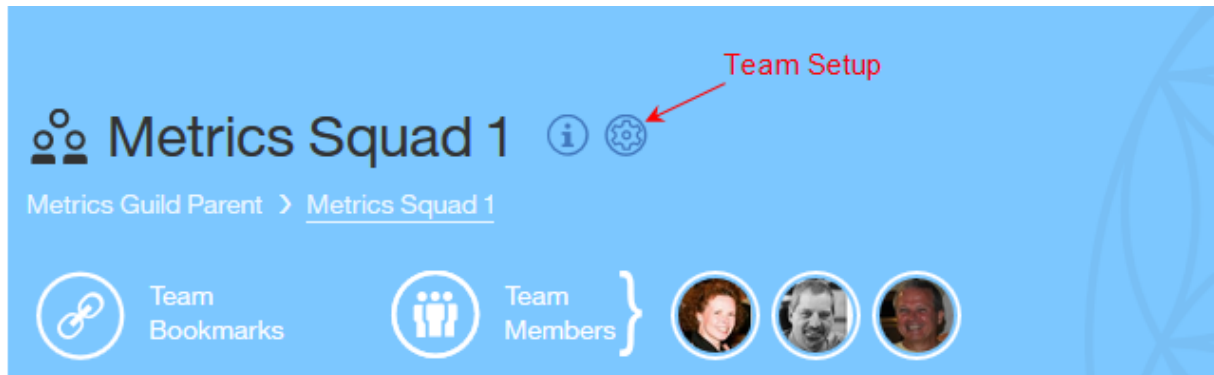 Team Setup
Metrics Squad 1
Metrics Guild Parent > Metrics Squad 1
Team
Bookmarks
Team
Members